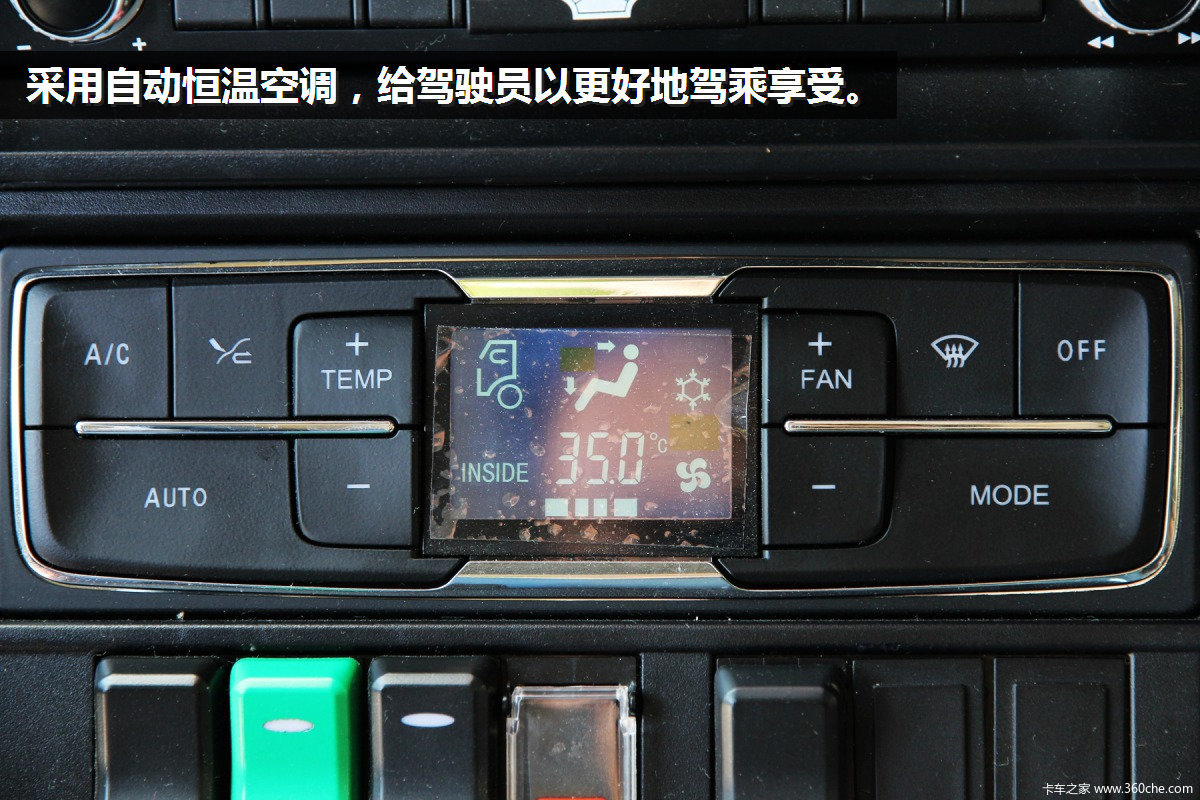 采用自动恒温空调，给驾驶员以更好地驾乘享受。
A/C
+
TEMP
+
FAN
OFF
35.0°C
INSIDE
AUTO
−
−
MODE
卡车之家 www.360che.com